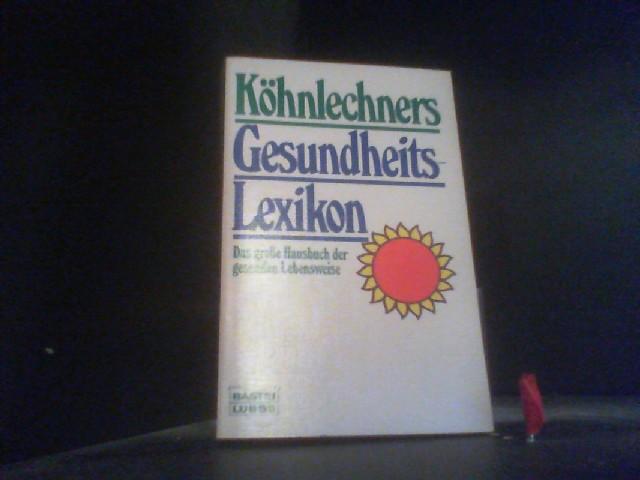 Köhnlechners
Gesundheits-
Lexikon
Das große Hausbuch der
gesunden Lebensweise
BASTEI
LÜBBE